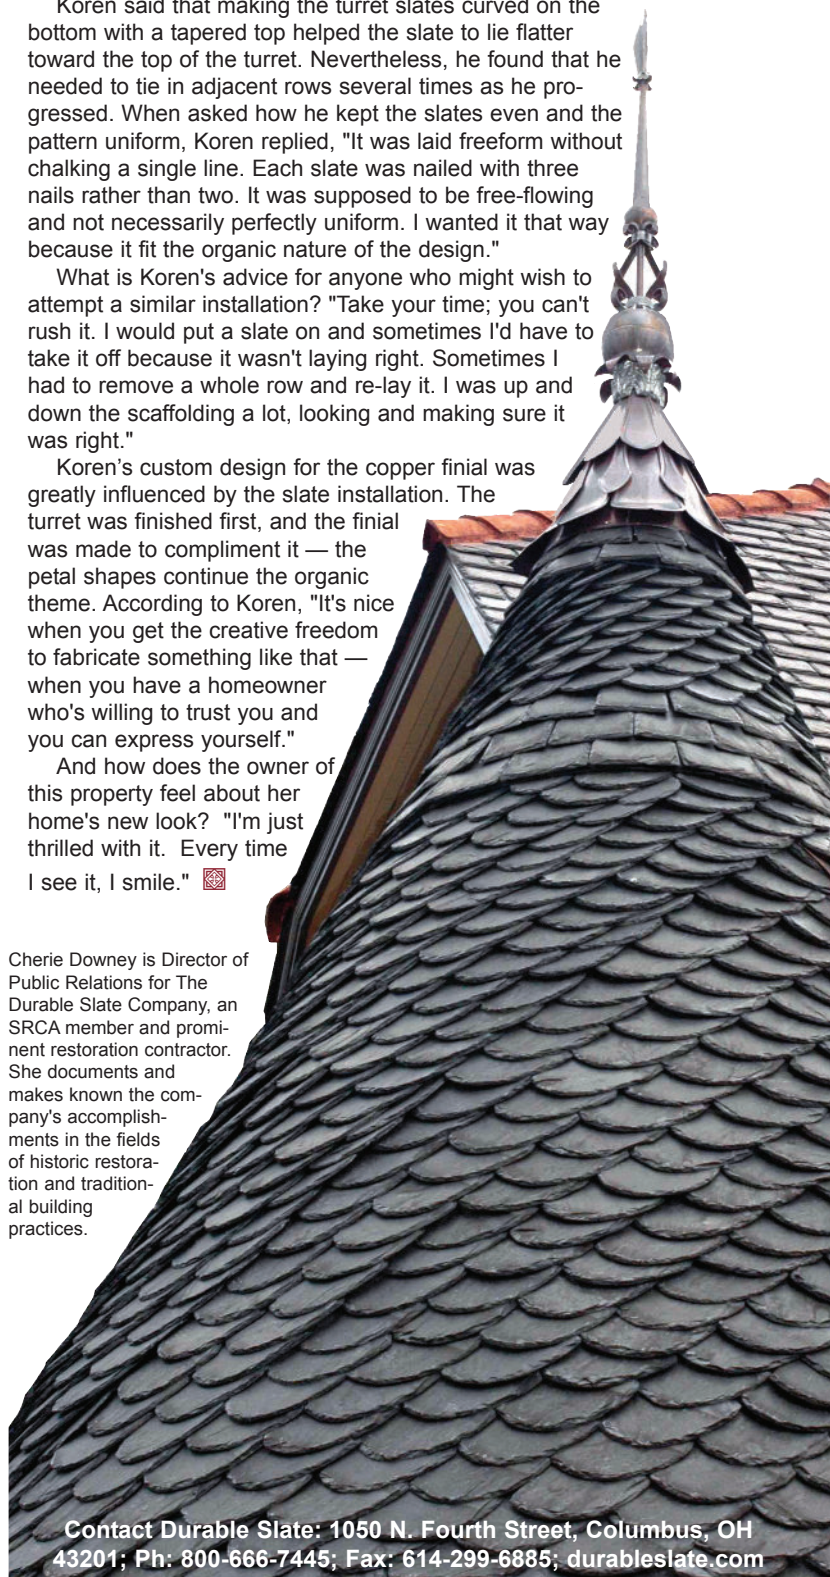 Koren said that making the turret slates curved on the
bottom with a tapered top helped the slate to lie flatter
toward the top of the turret. Nevertheless, he found that he
needed to tie in adjacent rows several times as he pro-
gressed. When asked how he kept the slates even and the
pattern uniform, Koren replied, "It was laid freeform without
chalking a single line. Each slate was nailed with three
nails rather than two. It was supposed to be free-flowing
and not necessarily perfectly uniform. I wanted it that way
because it fit the organic nature of the design."
What is Koren's advice for anyone who might wish to
attempt a similar installation? "Take your time; you can't
rush it. I would put a slate on and sometimes I'd have to
take it off because it wasn't laying right. Sometimes I
had to remove a whole row and re-lay it. I was up and
down the scaffolding a lot, looking and making sure it
was right."
Koren’s custom design for the copper finial was
greatly influenced by the slate installation. The
turret was finished first, and the finial
was made to compliment it — the
petal shapes continue the organic
theme. According to Koren, "It's nice
when you get the creative freedom
to fabricate something like that —
when you have a homeowner
who's willing to trust you and
you can express yourself."
And how does the owner of
this property feel about her
home's new look?  "I'm just
thrilled with it.  Every time
I see it, I smile."
Cherie Downey is Director of
Public Relations for The
Durable Slate Company, an
SRCA member and promi-
nent restoration contractor.
She documents and
makes known the com-
pany's accomplish-
ments in the fields
of historic restora-
tion and tradition-
al building
practices.
Contact Durable Slate: 1050 N. Fourth Street, Columbus, OH
43201; Ph: 800-666-7445; Fax: 614-299-6885; durableslate.com